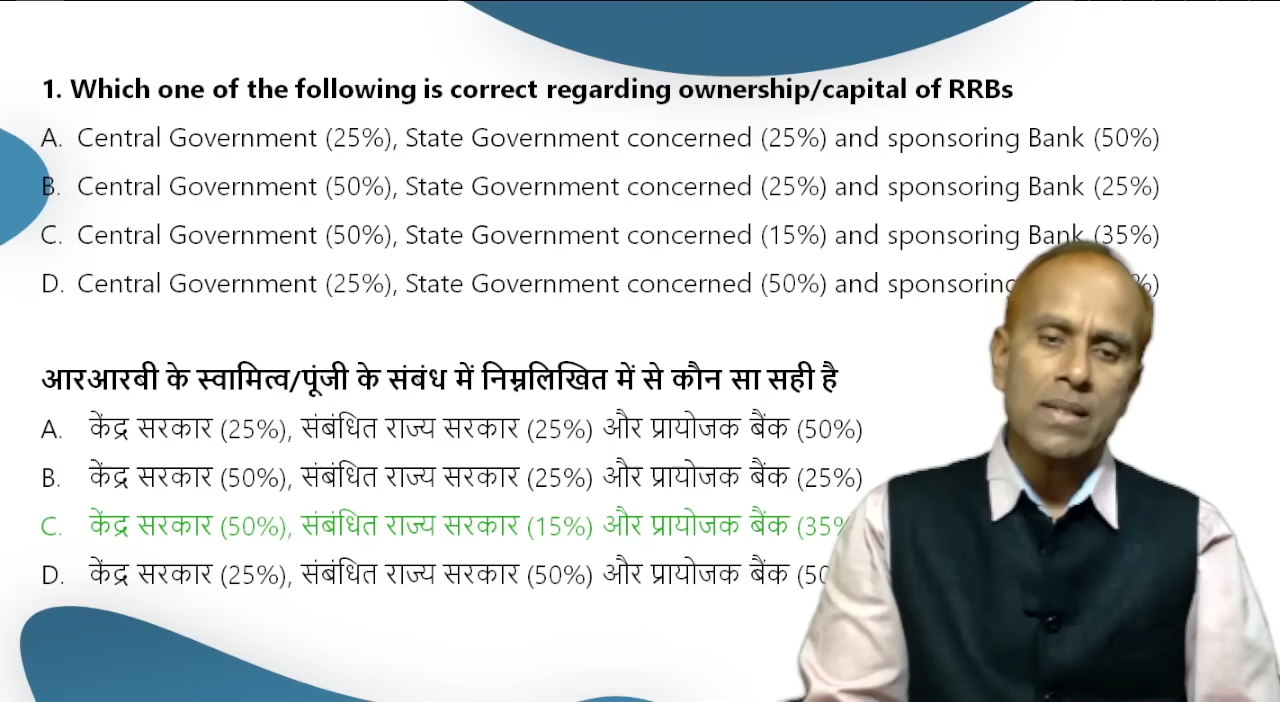 1. Which one of the following is correct regarding ownership/capital of RRBs
A. Central Government (25%), State Government concerned (25%) and sponsoring Bank (50%)
B. Central Government (50%), State Government concerned (25%) and sponsoring Bank (25%)
C. Central Government (50%), State Government concerned (15%) and sponsoring Bank (35%)
D. Central Government (25%), State Government concerned (50%) and sponsoring %)
आरआरबी के स्वामित्व/पूंजी के संबंध में निम्नलिखित में से कौन सा सही है
A. केंद्र सरकार (25%), संबंधित राज्य सरकार (25%) और प्रायोजक बैंक (50%)
B. केंद्र सरकार (50%), संबंधित राज्य सरकार (25%) और प्रायोजक बैंक (25%)
C. केंद्र सरकार (50%), संबंधित राज्य सरकार (15%) और प्रायोजक बैंक (35%
D. केंद्र सरकार (25%), संबंधित राज्य सरकार (50%) और प्रायोजक बैंक (50